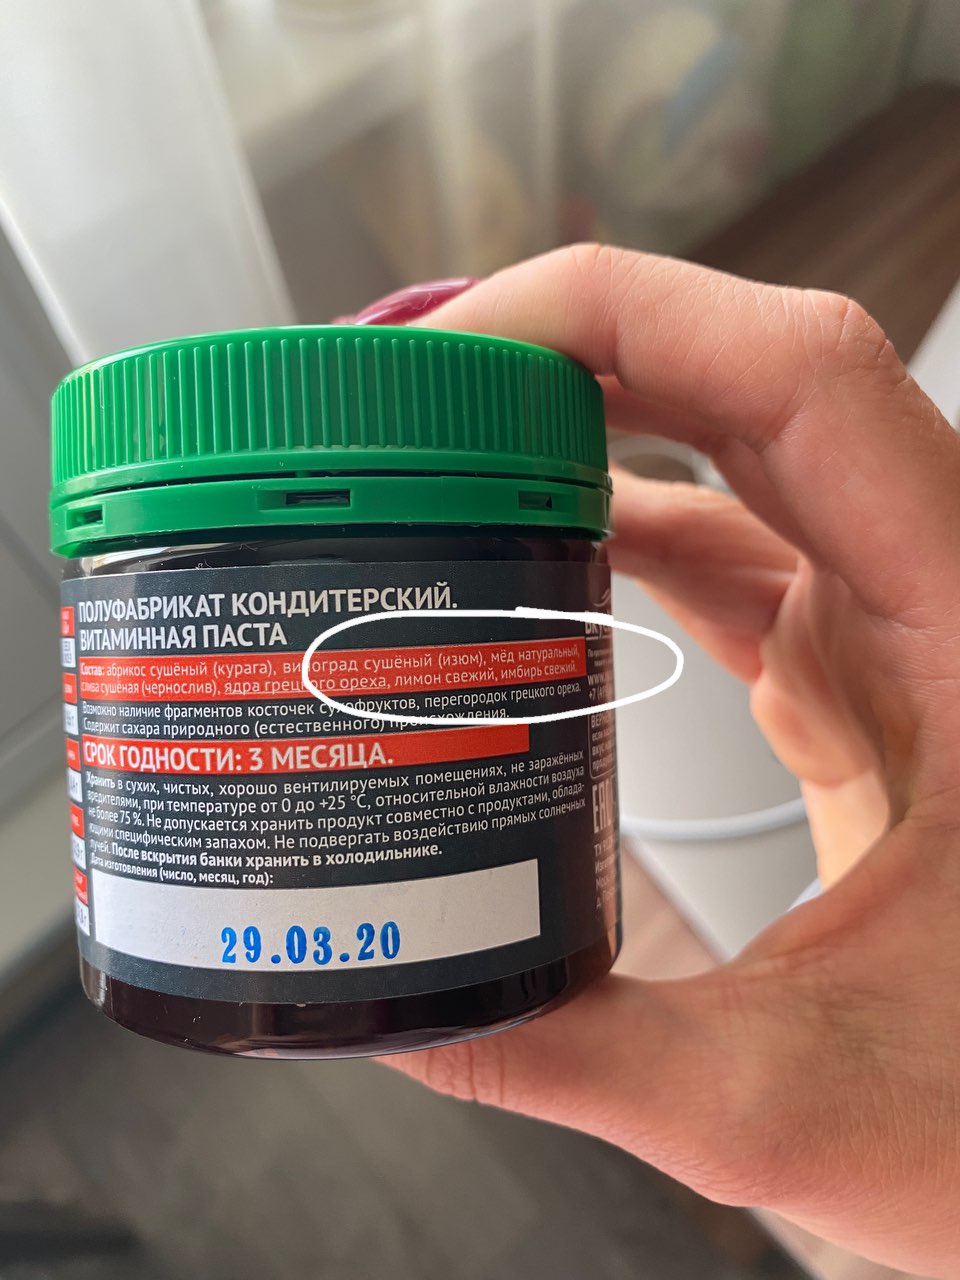 ПОЛУФАБРИКАТ КОНДИТЕРСКИЙ.
ВИТАМИННАЯ ПАСТА
Состав: абрикос сушёный (курага), виноград сушёный (изюм), мёд натуральный,
слива сушёная (чернослив), ядра грецкого ореха, лимон свежий, имбирь свежий.
Возможно наличие фрагментов косточек сухофруктов, перегородок грецкого ореха.
Содержит сахара природного (естественного) происхождения.
СРОК ГОДНОСТИ: 3 МЕСЯЦА.
Хранить в сухих, чистых, хорошо вентилируемых помещениях, не заражённых
вредителями, при температуре от 0 до +25 °С, относительной влажности воздуха
не более 75 %. Не допускается хранить продукт совместно с продуктами, облада-
ющими специфическим запахом. Не подвергать воздействию прямых солнечных
лучей. После вскрытия банки хранить в холодильнике.
Дата изготовления (число, месяц, год):
29.03.20
ЕАС